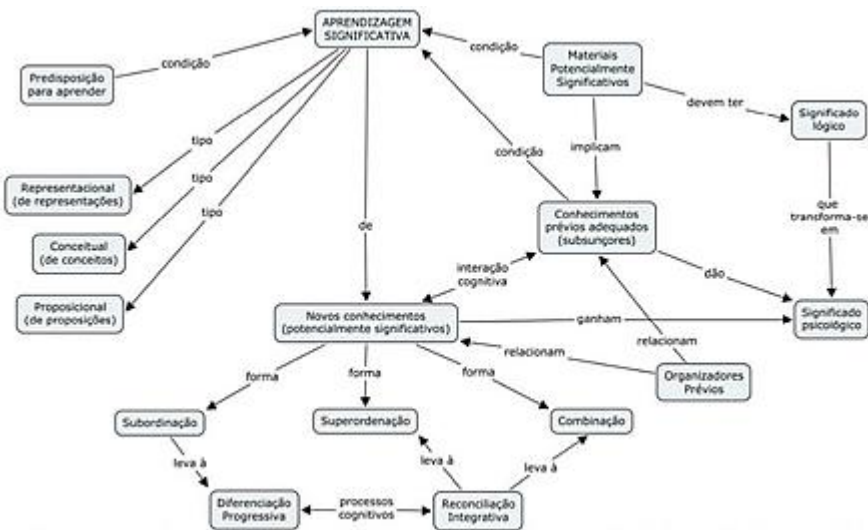 APRENDIZAGEM
SIGNIFICATIVA
condição
condição
Materiais
Potencialmente
Significativos
Predisposição
para aprender
devem ter
Significado
lógico
tipo
condição
implicam
tipo
Representacional
(de representações)
tipo
Conhecimentos
prévios adequados
(subsunçores)
que
transforma-se
em
de
Conceitual
(de conceitos)
interação
cognitiva
dão
Proposicional
(de proposições)
Novos conhecimentos
(potencialmente significativos)
ganham
Significado
psicológico
relacionam
relacionam
forma
forma
forma
Organizadores
Prévios
Subordinação
Superordenação
Combinação
leva à
leva à
leva à
Diferenciação
Progressiva
processos
cognitivos
Reconciliação
Integrativa